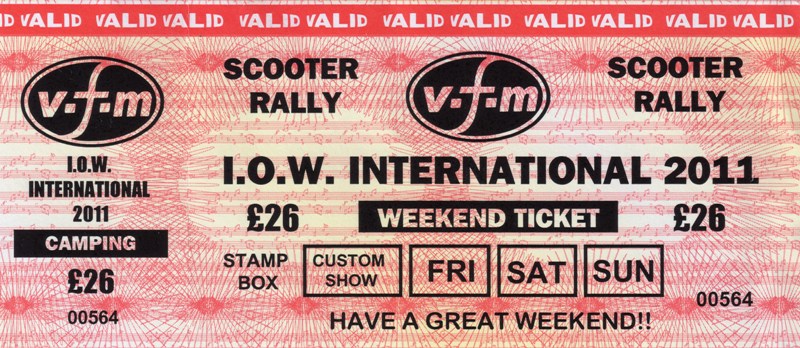 VALID VALID VALID VALID VALID VALID VALID VALID VALID VALID
v.f.m
I.O.W.
INTERNATIONAL
2011
CAMPING
£26
00564
SCOOTER
RALLY
v.f.m
SCOOTER
RALLY
I.O.W. INTERNATIONAL 2011
£26 WEEKEND TICKET £26
STAMP
BOX
CUSTOM
SHOW
FRI SAT SUN
00564
HAVE A GREAT WEEKEND!!